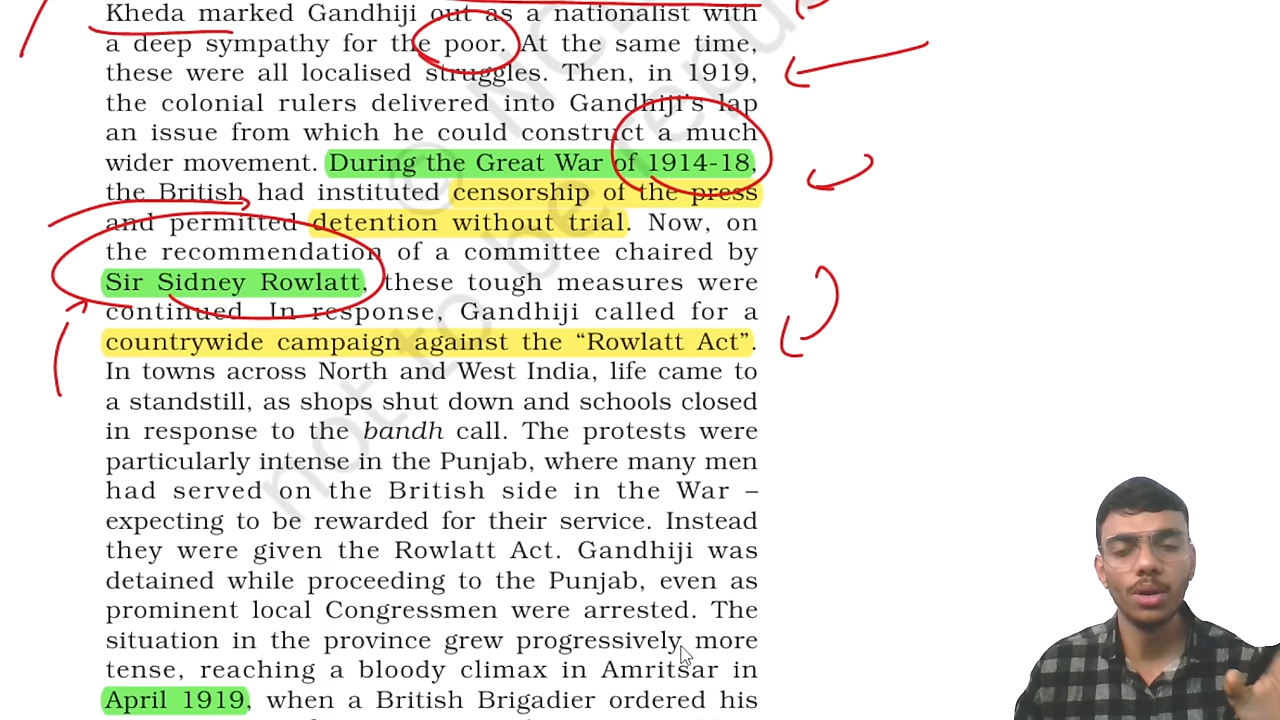 Kheda marked Gandhiji out as a nationalist with
a deep sympathy for the poor. At the same time,
these were all localised struggles. Then, in 1919,
the colonial rulers delivered into Gandhiji's lap
an issue from which he could construct a much
wider movement. During the Great War of 1914-18,
the British had instituted censorship of the press
and permitted detention without trial. Now, on
the recommendation of a committee chaired by
Sir Sidney Rowlatt, these tough measures were
continued. In response, Gandhiji called for a
countrywide campaign against the “Rowlatt Act”.
In towns across North and West India, life came to
a standstill, as shops shut down and schools closed
in response to the bandh call. The protests were
particularly intense in the Punjab, where many men
had served on the British side in the War –
expecting to be rewarded for their service. Instead
they were given the Rowlatt Act. Gandhiji was
detained while proceeding to the Punjab, even as
prominent local Congressmen were arrested. The
situation in the province grew progressively more
tense, reaching a bloody climax in Amritsar in
April 1919, when a British Brigadier ordered his
not to be